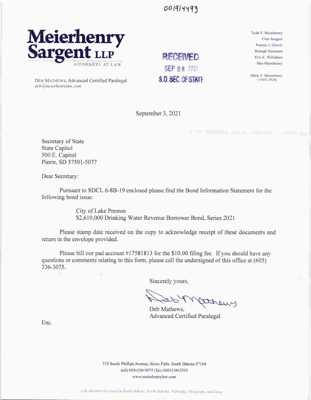 001914493
Meierhenry
Sargent LLP
ATTORNEYS AT LAW
DEB MATHEWS, Advanced Certified Paralegal
deb@meierhenrylaw.com
Todd V. Meierhenry
Clint Sargent
Patrick J. Glover
Raleigh Hansman
Mark V. Meierhenry
RECEIVED
SEP 08 2021
S.D. SEC. OF STATE
September 3, 2021
Secretary of State
State Capitol
500 E. Capitol
Pierre, SD 57501-5077
Dear Secretary:
Pursuant to SDCL 6-8B-19 enclosed please find the Bond Information Statement for the
following bond issue:
City of Lake Preston
$2,610,000 Drinking Water Revenue Borrower Bond, Series 2021
Please stamp date received on the copy to acknowledge receipt of these documents and
return in the envelope provided.
Please bill our pad account #17581813 for the $10.00 filing fee. If you should have any
questions or comments relating to this form, please call the undersigned of this office at (605)
336-3075.
Sincerely yours,
Deb Mathews
Deb Mathews,
Advanced Certified Paralegal
Enc.
315 South Phillips Avenue, Sioux Falls, South Dakota 57104
(tel) 605•336•3075 (fax) 605•336•2593
www.meierhenrylaw.com